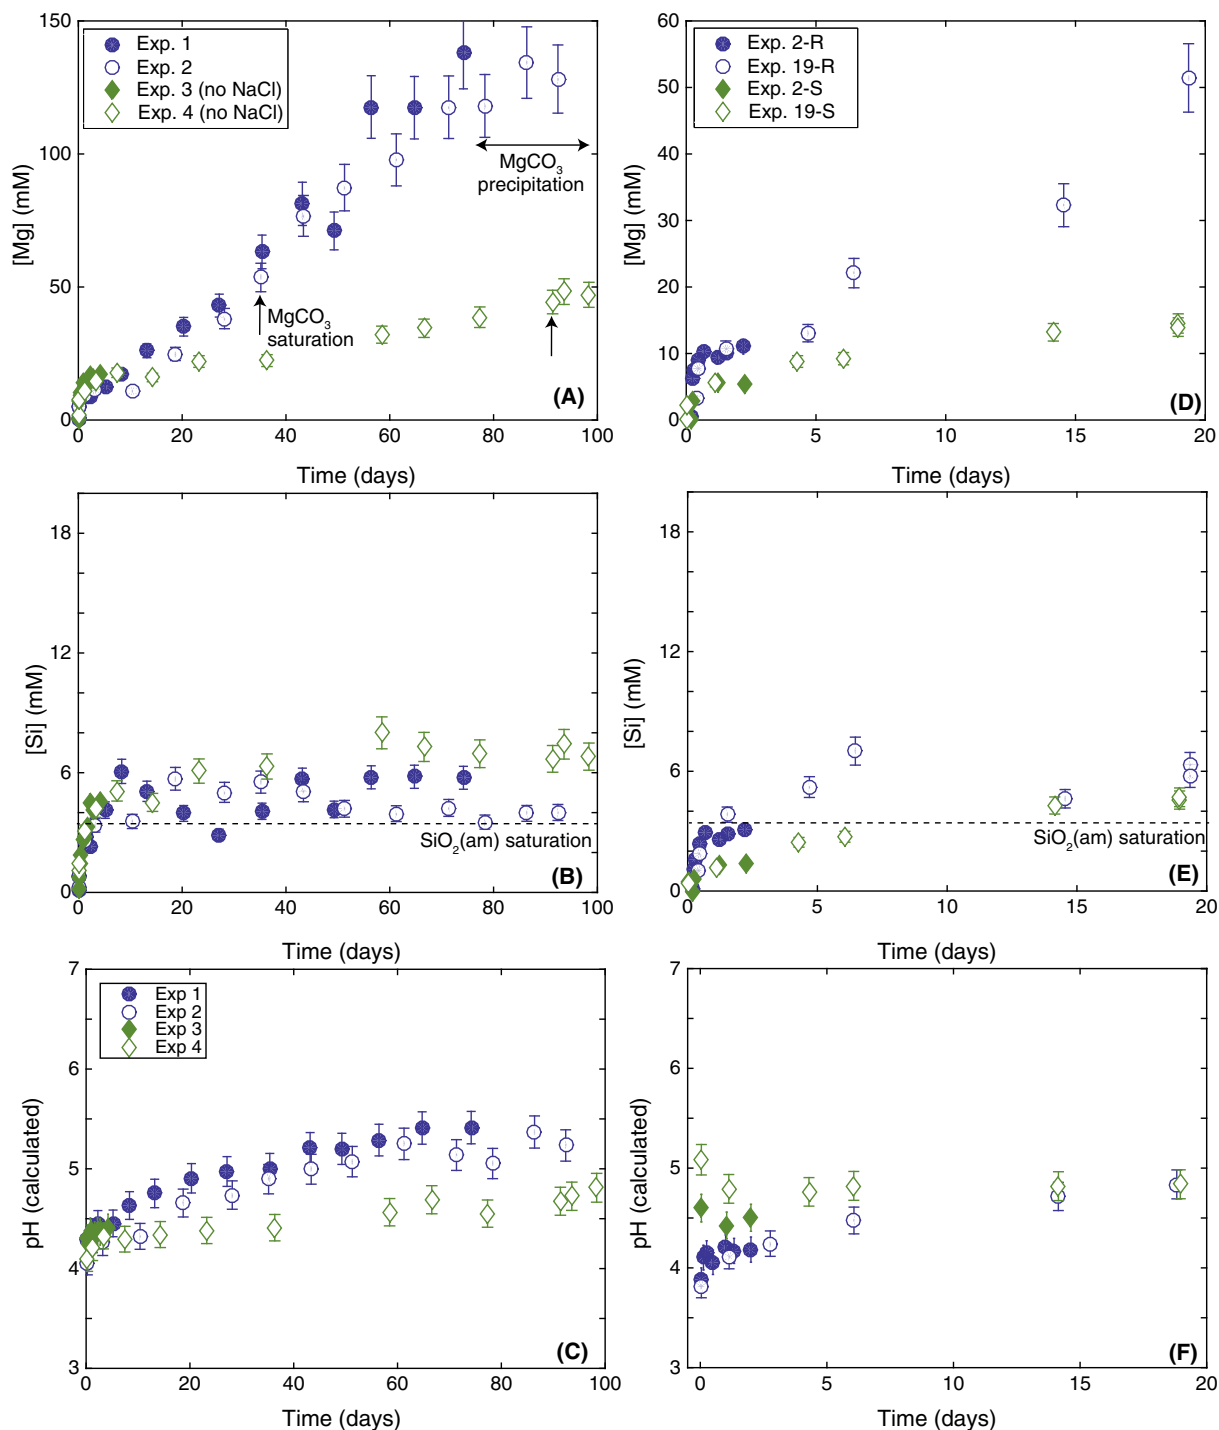 150
100
50
0
[Mg] (mM)
Exp. 1
Exp. 2
Exp. 3 (no NaCl)
Exp. 4 (no NaCl)
MgCO3
precipitation
MgCO3
saturation
(A)
0 20 40 60 80 100
Time (days)
60
50
40
30
20
10
0
[Mg] (mM)
Exp. 2-R
Exp. 19-R
Exp. 2-S
Exp. 19-S
(D)
0 5 10 15 20
Time (days)
18
12
6
0
[Si] (mM)
SiO2(am) saturation
(B)
0 20 40 60 80 100
Time (days)
18
12
6
0
[Si] (mM)
SiO2(am) saturation
(E)
0 5 10 15 20
Time (days)
7
6
5
4
3
pH (calculated)
Exp 1
Exp 2
Exp 3
Exp 4
(C)
0 20 40 60 80 100
Time (days)
7
6
5
4
3
pH (calculated)
(F)
0 5 10 15 20
Time (days)